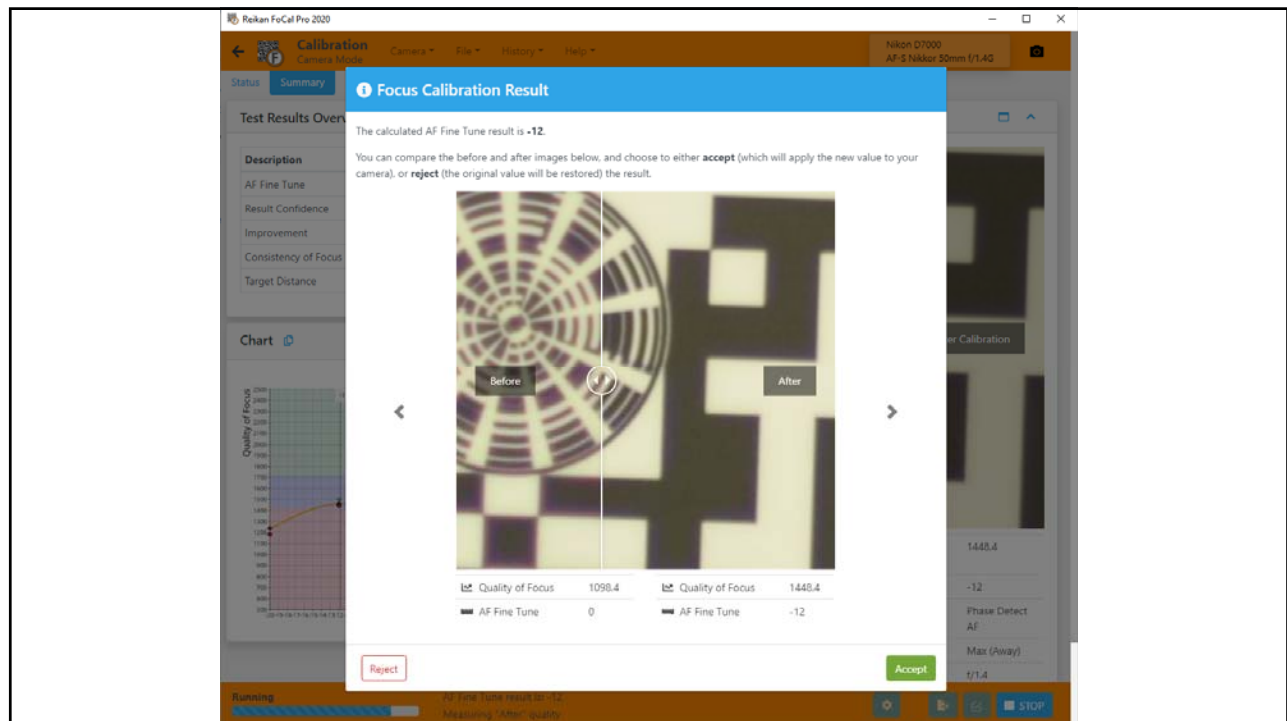 Reikan FoCal Pro 2020
Calibration
Camera Mode
Camera
File
History
Help
Nikon D7000
AF-S Nikkor 50mm f/1.4G
Status
Summary
Focus Calibration Result
Test Results Overv
The calculated AF Fine Tune result is -12.
You can compare the before and after images below, and choose to either accept (which will apply the new value to your
camera), or reject (the original value will be restored) the result.
Description
AF Fine Tune
Result Confidence
Improvement
Consistency of Focus
Target Distance
Before
After
Chart
er Calibration
Quality of Focus
Quality of Focus 1098.4
AF Fine Tune 0
Quality of Focus 1448.4
AF Fine Tune -12
1448.4
-12
Phase Detect
AF
Max (Away)
f/1.4
Reject
Accept
Running
AF Fine Tune result is: -12
Measuring "After" quality
STOP